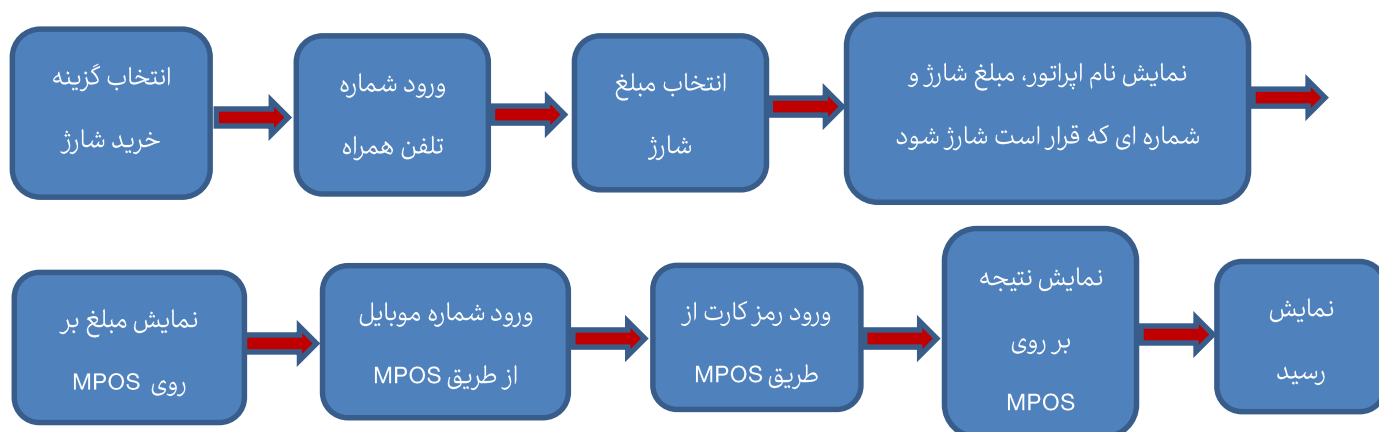 انتخاب گزینه
خرید شارژ
ورود شماره
تلفن همراه
انتخاب مبلغ
شارژ
نمایش نام اپراتور، مبلغ شارژ و
شماره ای که قرار است شارژ شود
نمایش مبلغ بر
روی MPOS
ورود شماره موبایل
از طریق MPOS
ورود رمز کارت از
طریق MPOS
نمایش نتیجه
بر روی
MPOS
نمایش
رسید